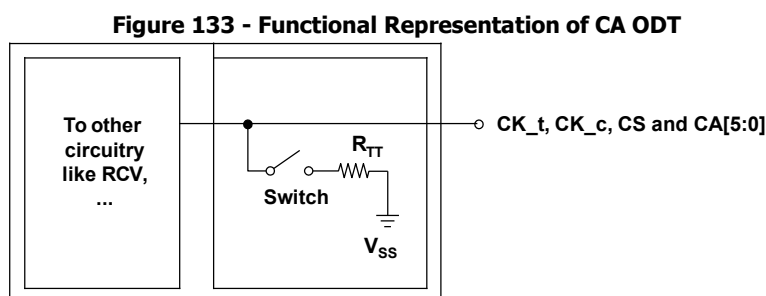 Figure 133 - Functional Representation of CA ODT
To other
circuitry
like RCV,
...
CK_t, CK_c, CS and CA[5:0]
RTT
Switch
VSS